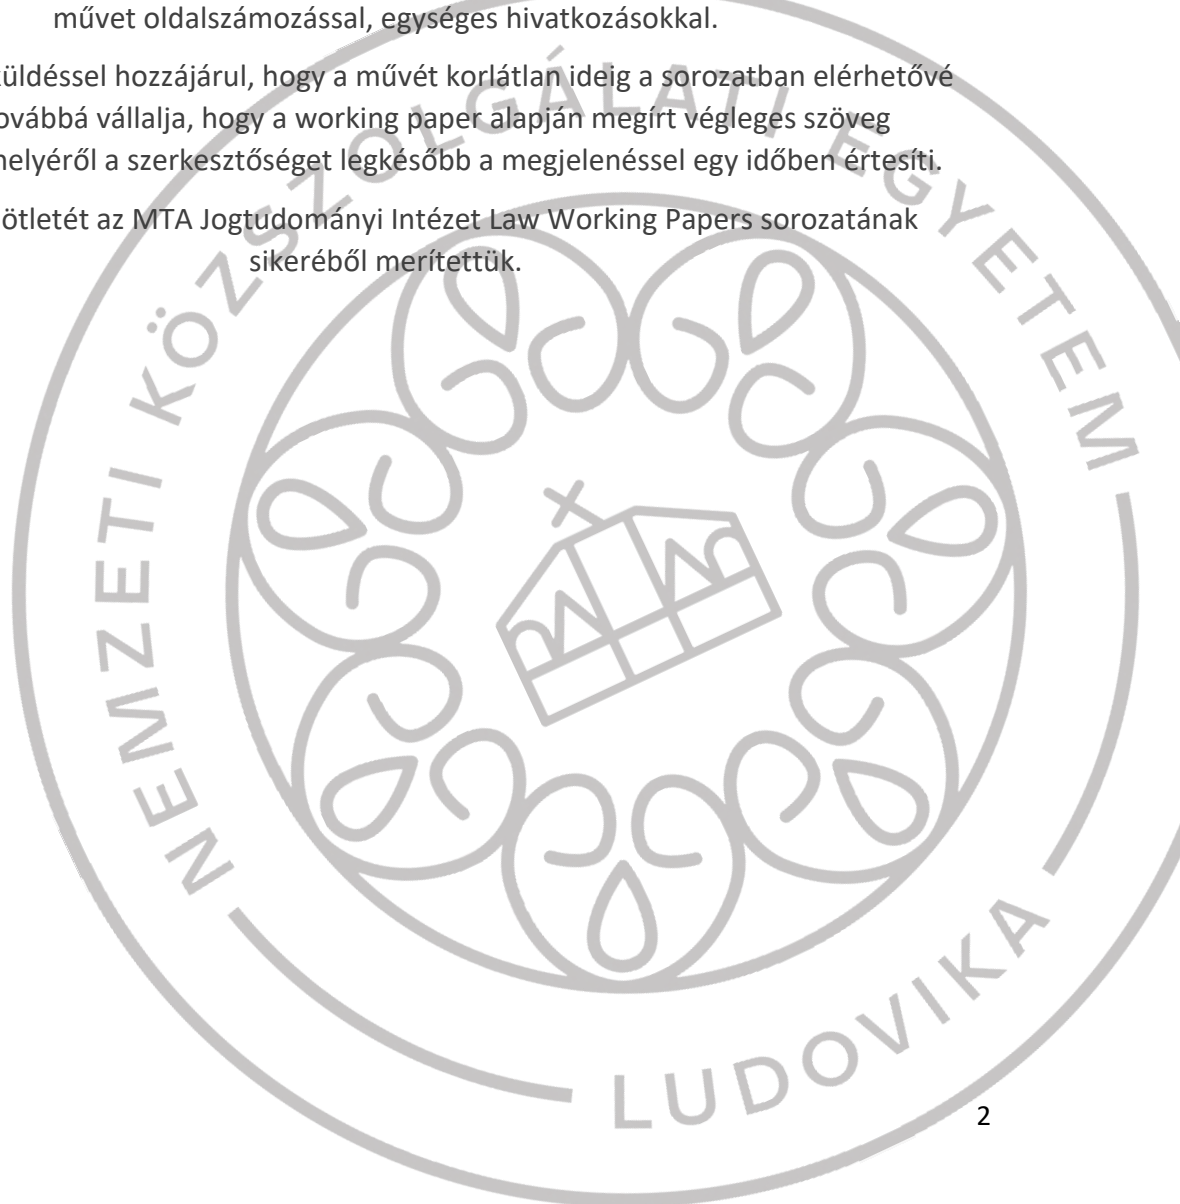 művet oldalszámozással, egységes hivatkozásokkal.
üldéssel hozzájárul, hogy a művét korlátlan ideig a sorozatban elérhetővé
ovábbá vállalja, hogy a working paper alapján megírt végleges szöveg
helyéről a szerkesztőséget legkésőbb a megjelenéssel egy időben értesíti.
ötletét az MTA Jogtudományi Intézet Law Working Papers sorozatának
sikeréből merítettük.
NEMZETI KÖZSZOLGÁLATI EGYETEM
LUDOVIKA
2